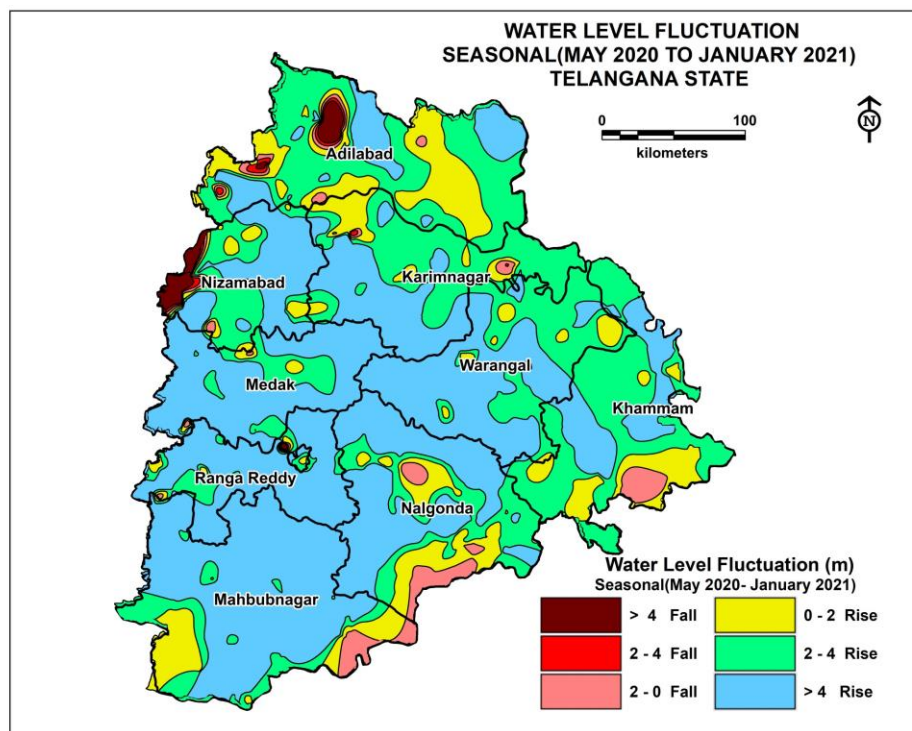 WATER LEVEL FLUCTUATION
SEASONAL(MAY 2020 TO JANUARY 2021)
TELANGANA STATE
0 100
kilometers
N
Adilabad
Nizamabad
Karimnagar
Medak
Warangal
Khammam
Ranga Reddy
Nalgonda
Mahbubnagar
Water Level Fluctuation (m)
Seasonal(May 2020- January 2021)
> 4 Fall
0 - 2 Rise
2 - 4 Fall
2 - 4 Rise
2 - 0 Fall
>4 Rise